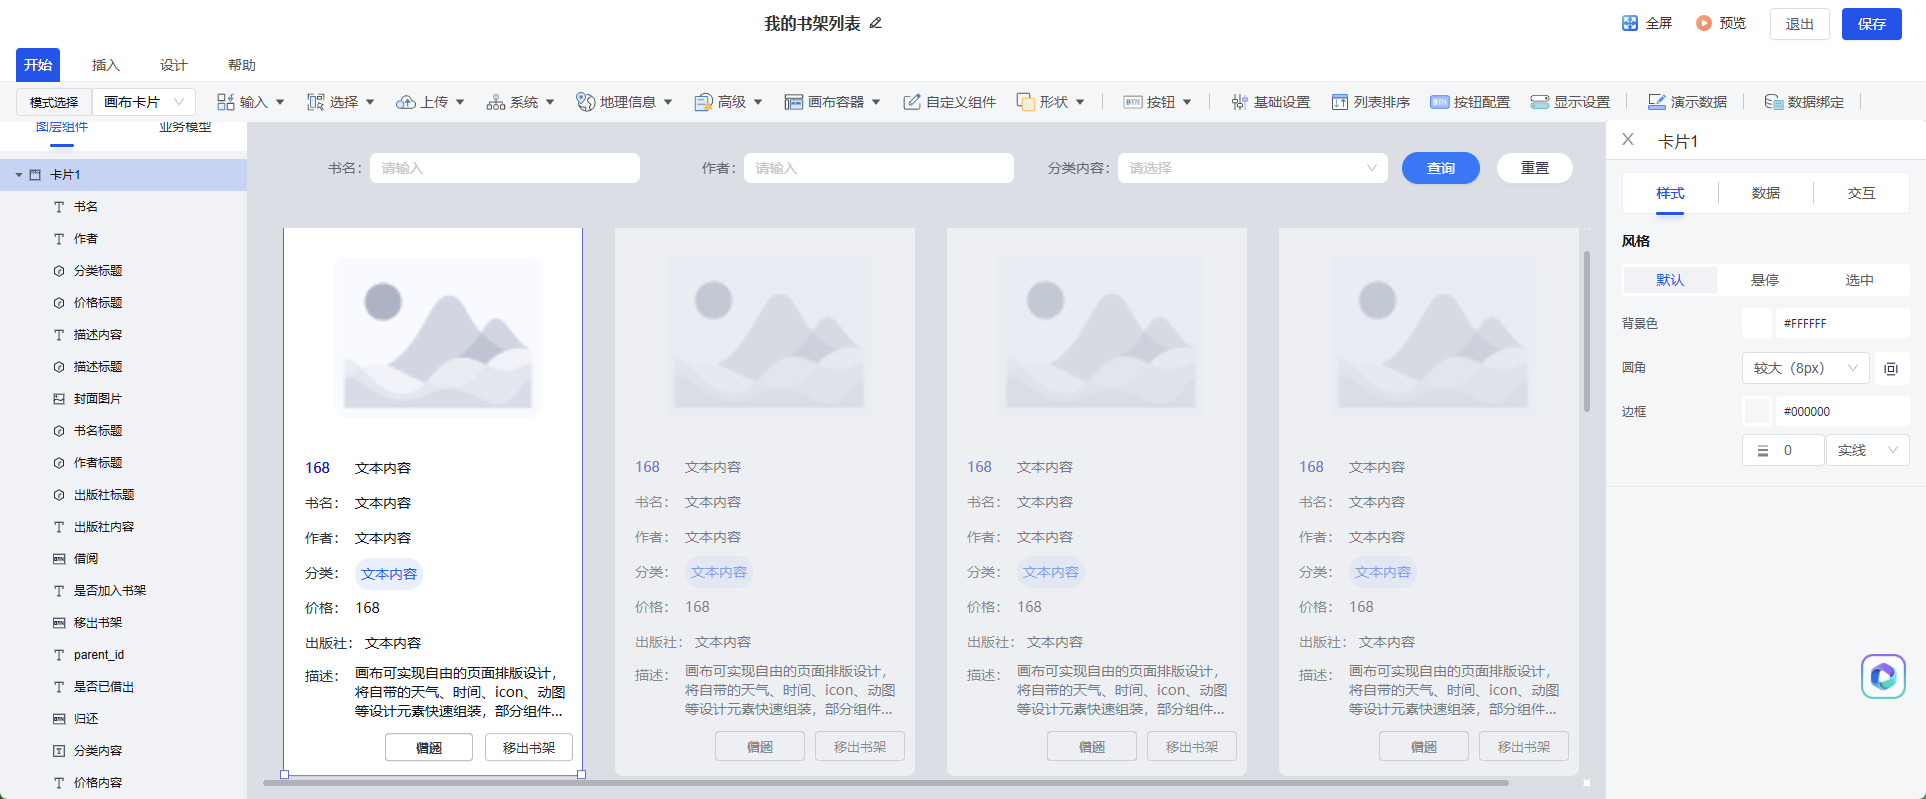 我的书架列表
全屏 预览 退出 保存
开始 插入 设计 帮助
模式选择 画布卡片 输入 选择 上传 系统 地理信息 高级 画布容器 自定义组件 形状 BTN 按钮 基础设置 列表排序 BTN 按钮配置 显示设置 演示数据 数据绑定
图层组件 业务模型
卡片1
书名
作者
分类标题
价格标题
描述内容
描述标题
封面图片
书名标题
作者标题
出版社标题
出版社内容
借阅
是否加入书架
移出书架
parent_id
是否已借出
归还
分类内容
价格内容
书名: 请输入 作者: 请输入 分类内容: 请选择 查询 重置
168 文本内容
书名: 文本内容
作者: 文本内容
分类: 文本内容
价格: 168
出版社: 文本内容
描述: 画布可实现自由的页面排版设计，
将自带的天气、时间、icon、动图
等设计元素快速组装，部分组件...
移出书架
168 文本内容
书名: 文本内容
作者: 文本内容
分类: 文本内容
价格: 168
出版社: 文本内容
描述: 画布可实现自由的页面排版设计，
将自带的天气、时间、icon、动图
等设计元素快速组装，部分组件...
移出书架
168 文本内容
书名: 文本内容
作者: 文本内容
分类: 文本内容
价格: 168
出版社: 文本内容
描述: 画布可实现自由的页面排版设计，
将自带的天气、时间、icon、动图
等设计元素快速组装，部分组件...
移出书架
168 文本内容
书名: 文本内容
作者: 文本内容
分类: 文本内容
价格: 168
出版社: 文本内容
描述: 画布可实现自由的页面排版设计，
将自带的天气、时间、icon、动图
等设计元素快速组装，部分组件...
移出书架
卡片1
样式 数据 交互
风格
默认 悬停 选中
背景色 #FFFFFF
圆角 较大（8px）
边框 #000000
0 实线